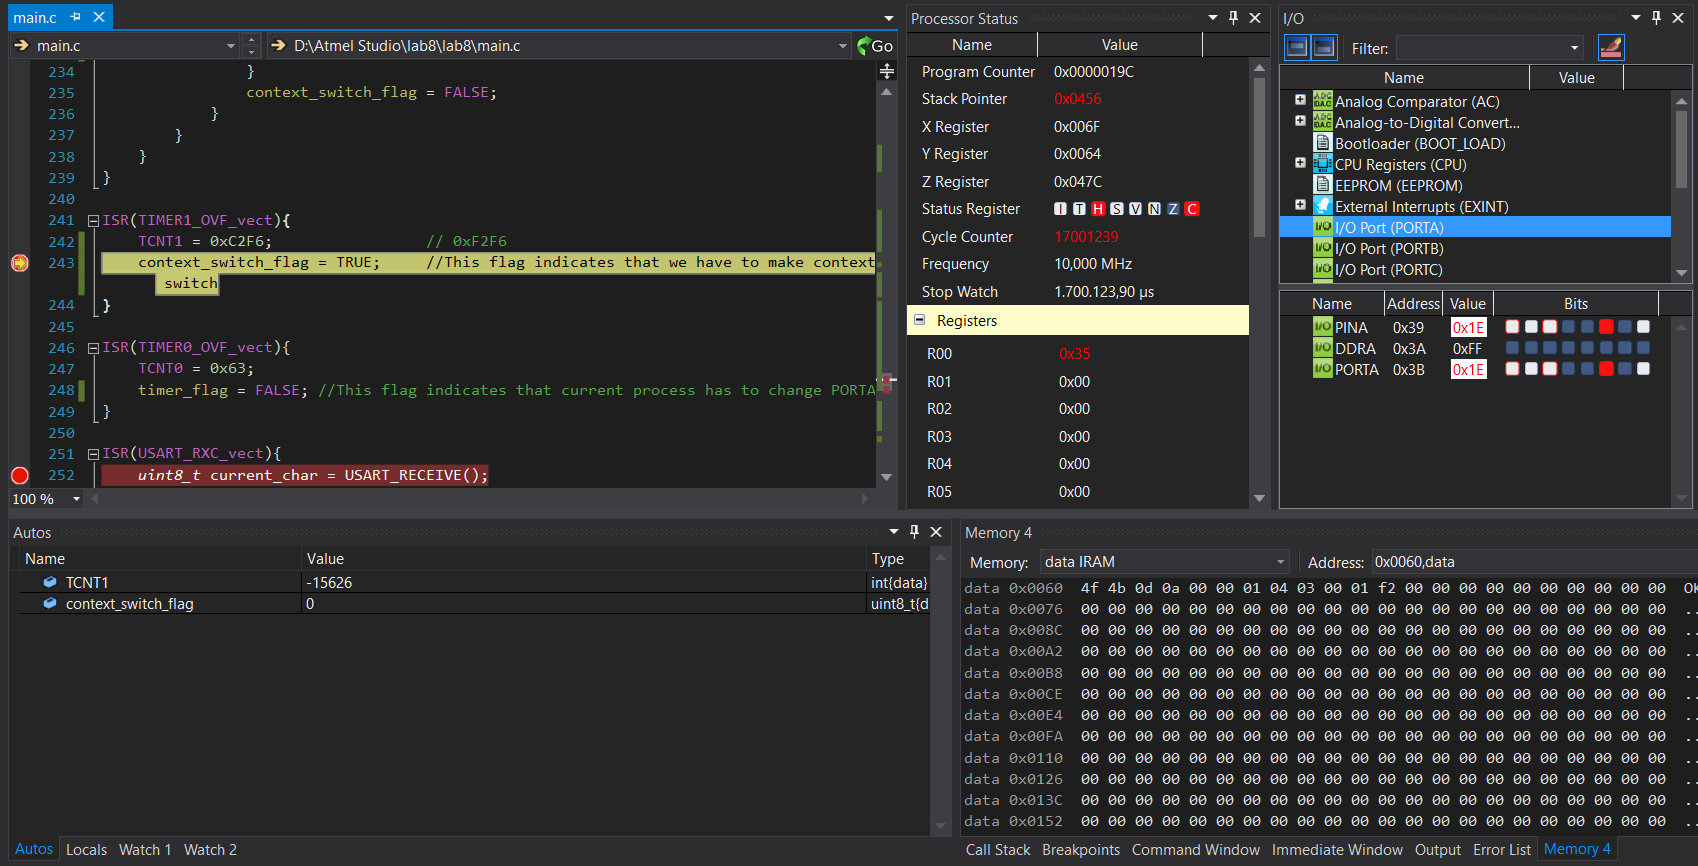 main.c
main.c
D:\Atmel Studio\lab8\lab8\main.c
Go
234 }
235 context_switch_flag = FALSE;
236 }
237 }
238 }
239 }
240
241 ISR(TIMER1_OVF_vect){
242 TCNT1 = 0xC2F6; // 0xF2F6
243 context_switch_flag = TRUE; //This flag indicates that we have to make context
switch
244 }
245
246 ISR(TIMER0_OVF_vect){
247 TCNT0 = 0x63;
248 timer_flag = FALSE; //This flag indicates that current process has to change PORTA
249 }
250
251 ISR(USART_RXC_vect){
252 uint8_t current_char = USART_RECEIVE();
100 %
Processor Status
Name Value
Program Counter 0x0000019C
Stack Pointer 0x0456
X Register 0x006F
Y Register 0x0064
Z Register 0x047C
Status Register I T H S V N Z C
Cycle Counter 17001239
Frequency 10,000 MHz
Stop Watch 1.700.123,90 µs
Registers
R00 0x35
R01 0x00
R02 0x00
R03 0x00
R04 0x00
R05 0x00
I/O
Filter:
Name Value
Analog Comparator (AC)
Analog-to-Digital Convert...
Bootloader (BOOT_LOAD)
CPU Registers (CPU)
EEPROM (EEPROM)
External Interrupts (EXINT)
I/O Port (PORTA)
I/O Port (PORTB)
I/O Port (PORTC)
Name Address Value Bits
PINA 0x39 0x1E
DDRA 0x3A 0xFF
PORTA 0x3B 0x1E
Autos
Name Value Type
TCNT1 -15626 int{data}
context_switch_flag 0 uint8_t{d
Autos Locals Watch 1 Watch 2
Memory 4
Memory: data IRAM Address: 0x0060,data
data 0x0060 4f 4b 0d 0a 00 00 01 04 03 00 01 f2 00 00 00 00 00 00 00 00 00 00 OK
data 0x0076 00 00 00 00 00 00 00 00 00 00 00 00 00 00 00 00 00 00 00 00 00 00 ..
data 0x008C 00 00 00 00 00 00 00 00 00 00 00 00 00 00 00 00 00 00 00 00 00 00 ..
data 0x00A2 00 00 00 00 00 00 00 00 00 00 00 00 00 00 00 00 00 00 00 00 00 00 ..
data 0x00B8 00 00 00 00 00 00 00 00 00 00 00 00 00 00 00 00 00 00 00 00 00 00 ..
data 0x00CE 00 00 00 00 00 00 00 00 00 00 00 00 00 00 00 00 00 00 00 00 00 00 ..
data 0x00E4 00 00 00 00 00 00 00 00 00 00 00 00 00 00 00 00 00 00 00 00 00 00 ..
data 0x00FA 00 00 00 00 00 00 00 00 00 00 00 00 00 00 00 00 00 00 00 00 00 00 ..
data 0x0110 00 00 00 00 00 00 00 00 00 00 00 00 00 00 00 00 00 00 00 00 00 00 ..
data 0x0126 00 00 00 00 00 00 00 00 00 00 00 00 00 00 00 00 00 00 00 00 00 00 ..
data 0x013C 00 00 00 00 00 00 00 00 00 00 00 00 00 00 00 00 00 00 00 00 00 00 ..
data 0x0152 00 00 00 00 00 00 00 00 00 00 00 00 00 00 00 00 00 00 00 00 00 00 ..
Call Stack Breakpoints Command Window Immediate Window Output Error List Memory 4